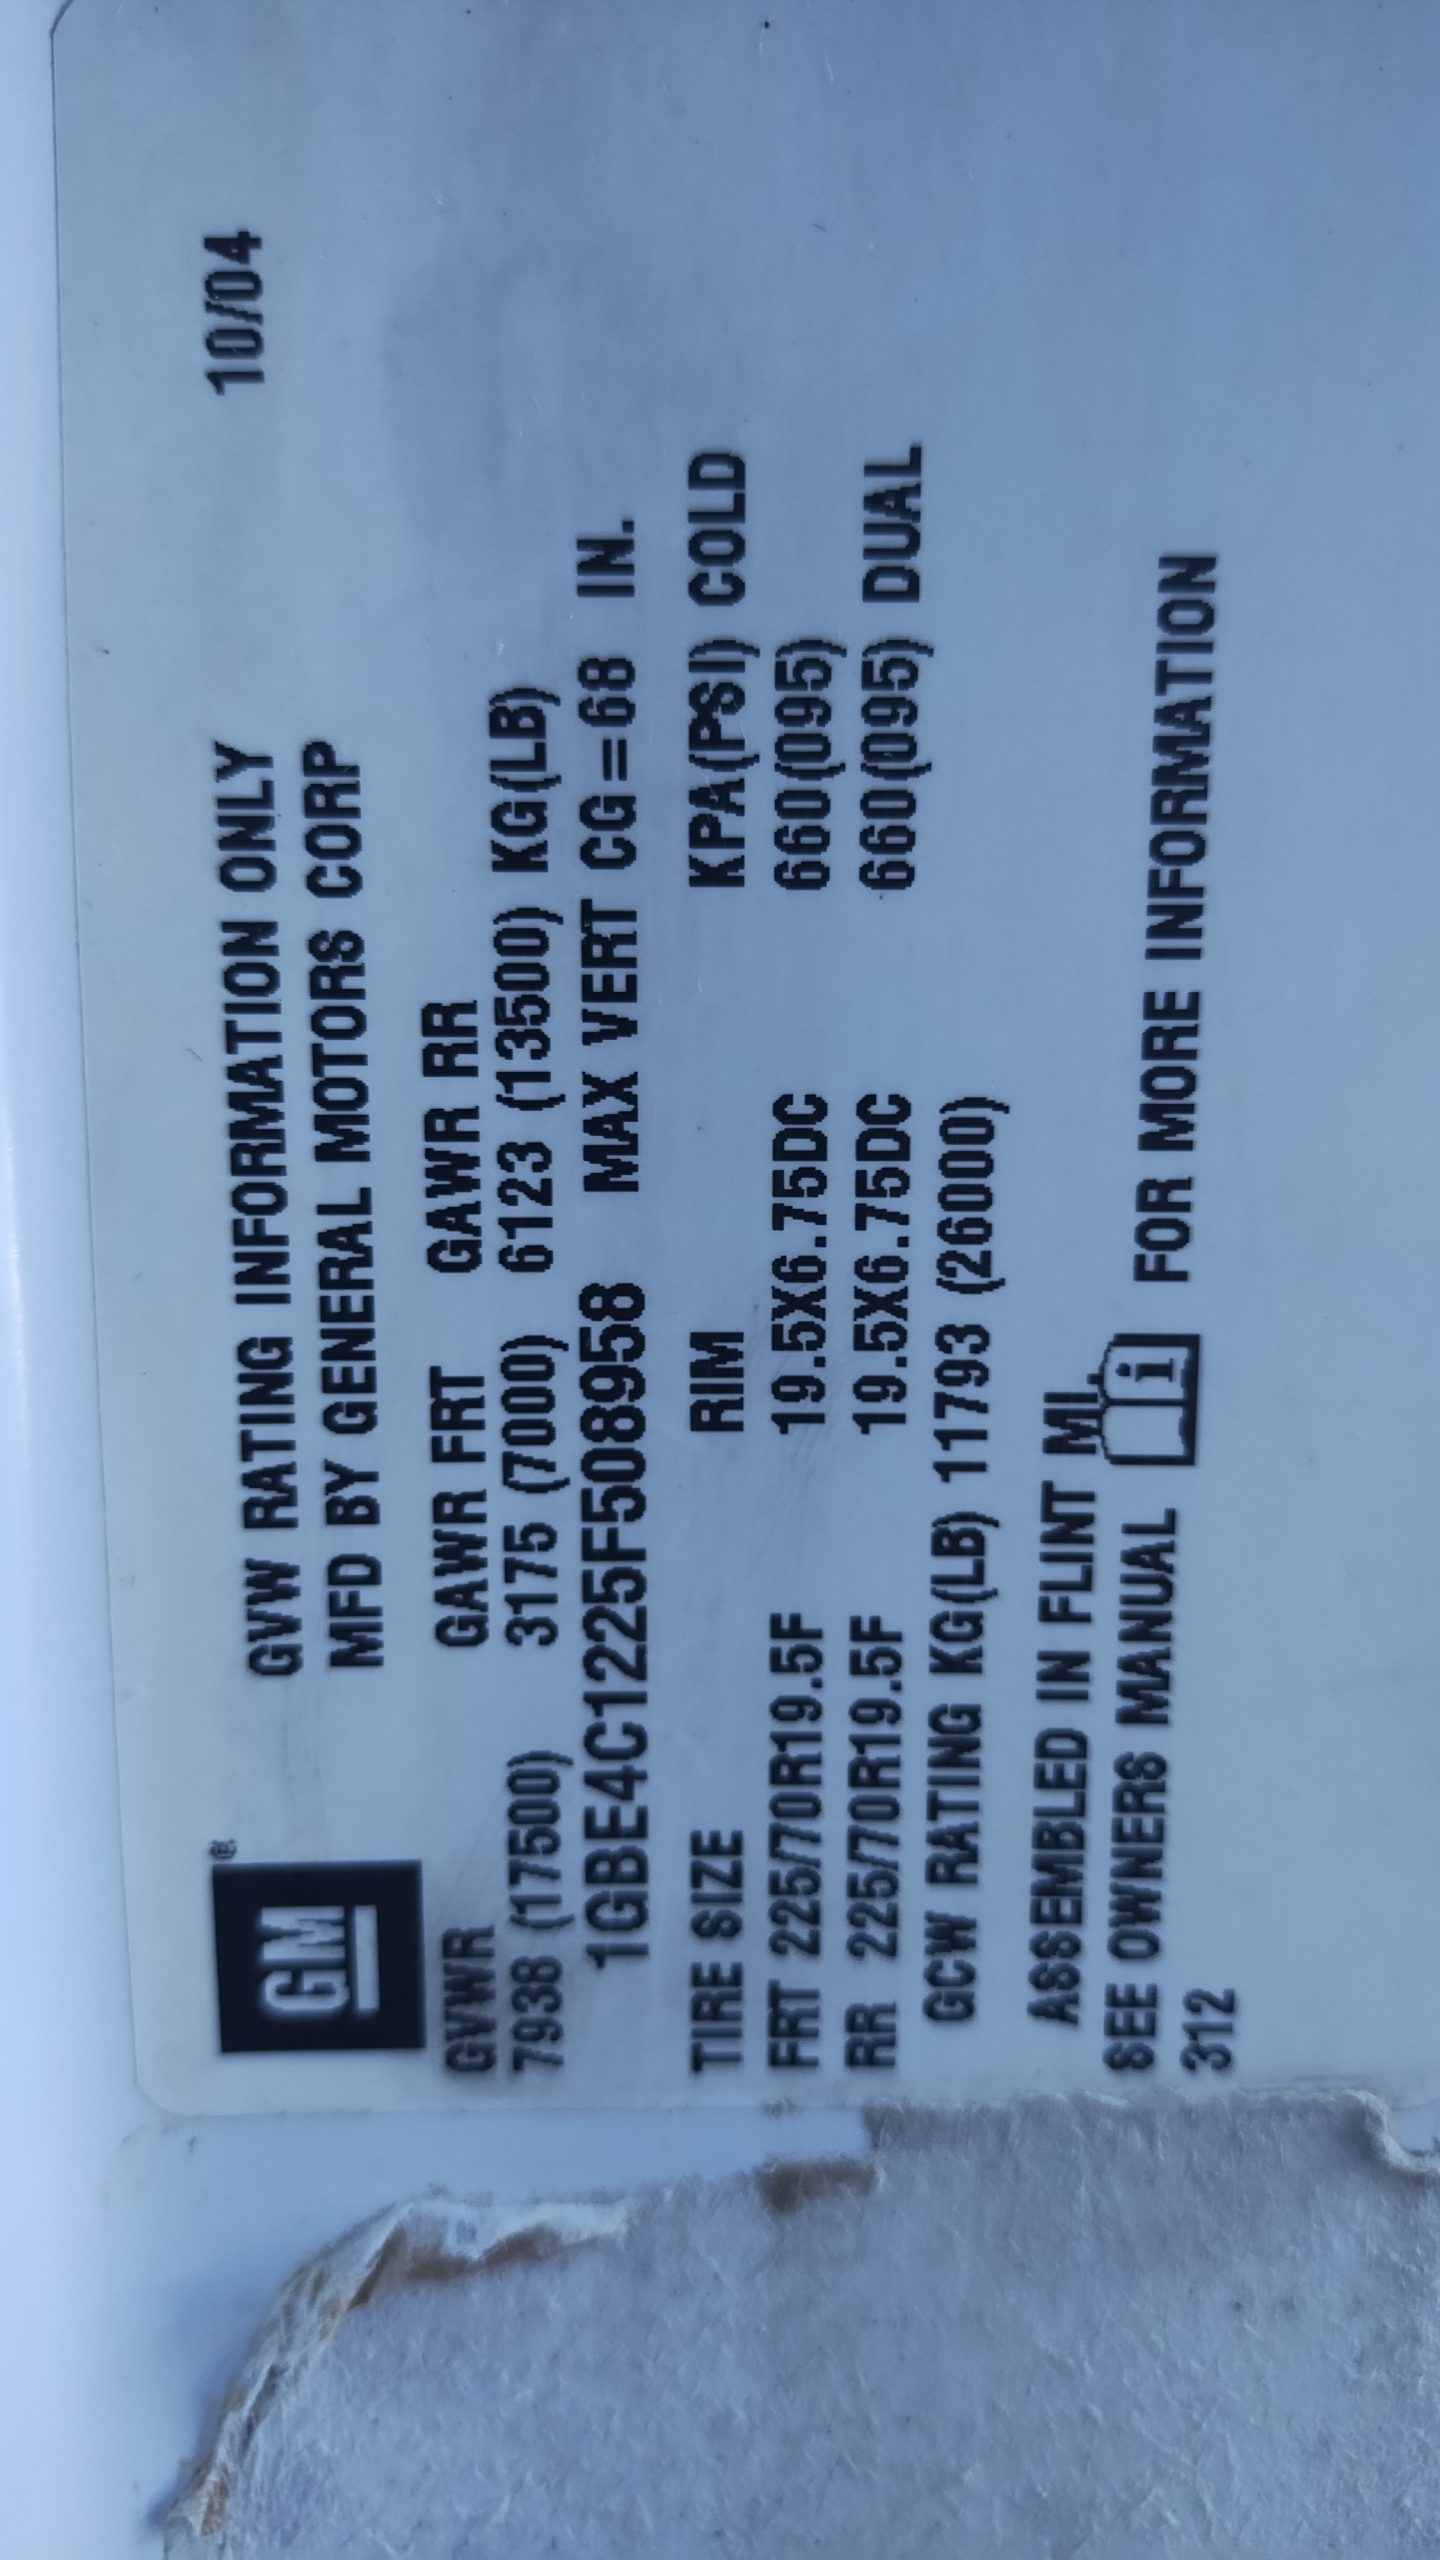 GM®
GVW RATING INFORMATION ONLY 10/04
MFD BY GENERAL MOTORS CORP
GVWR GAWR FRT GAWR RR
7938 (17500) 3175 (7000) 6123 (13500) KG(LB)
1GBE4C1225F508958 MAX VERT CG=68 IN.
TIRE SIZE RIM KPA(PSI) COLD
FRT 225/70R19.5F 19.5X6.75DC 660(095)
RR 225/70R19.5F 19.5X6.75DC 660(095) DUAL
GCW RATING KG(LB) 11793 (26000)
ASSEMBLED IN FLINT MI.
SEE OWNERS MANUAL i FOR MORE INFORMATION
312